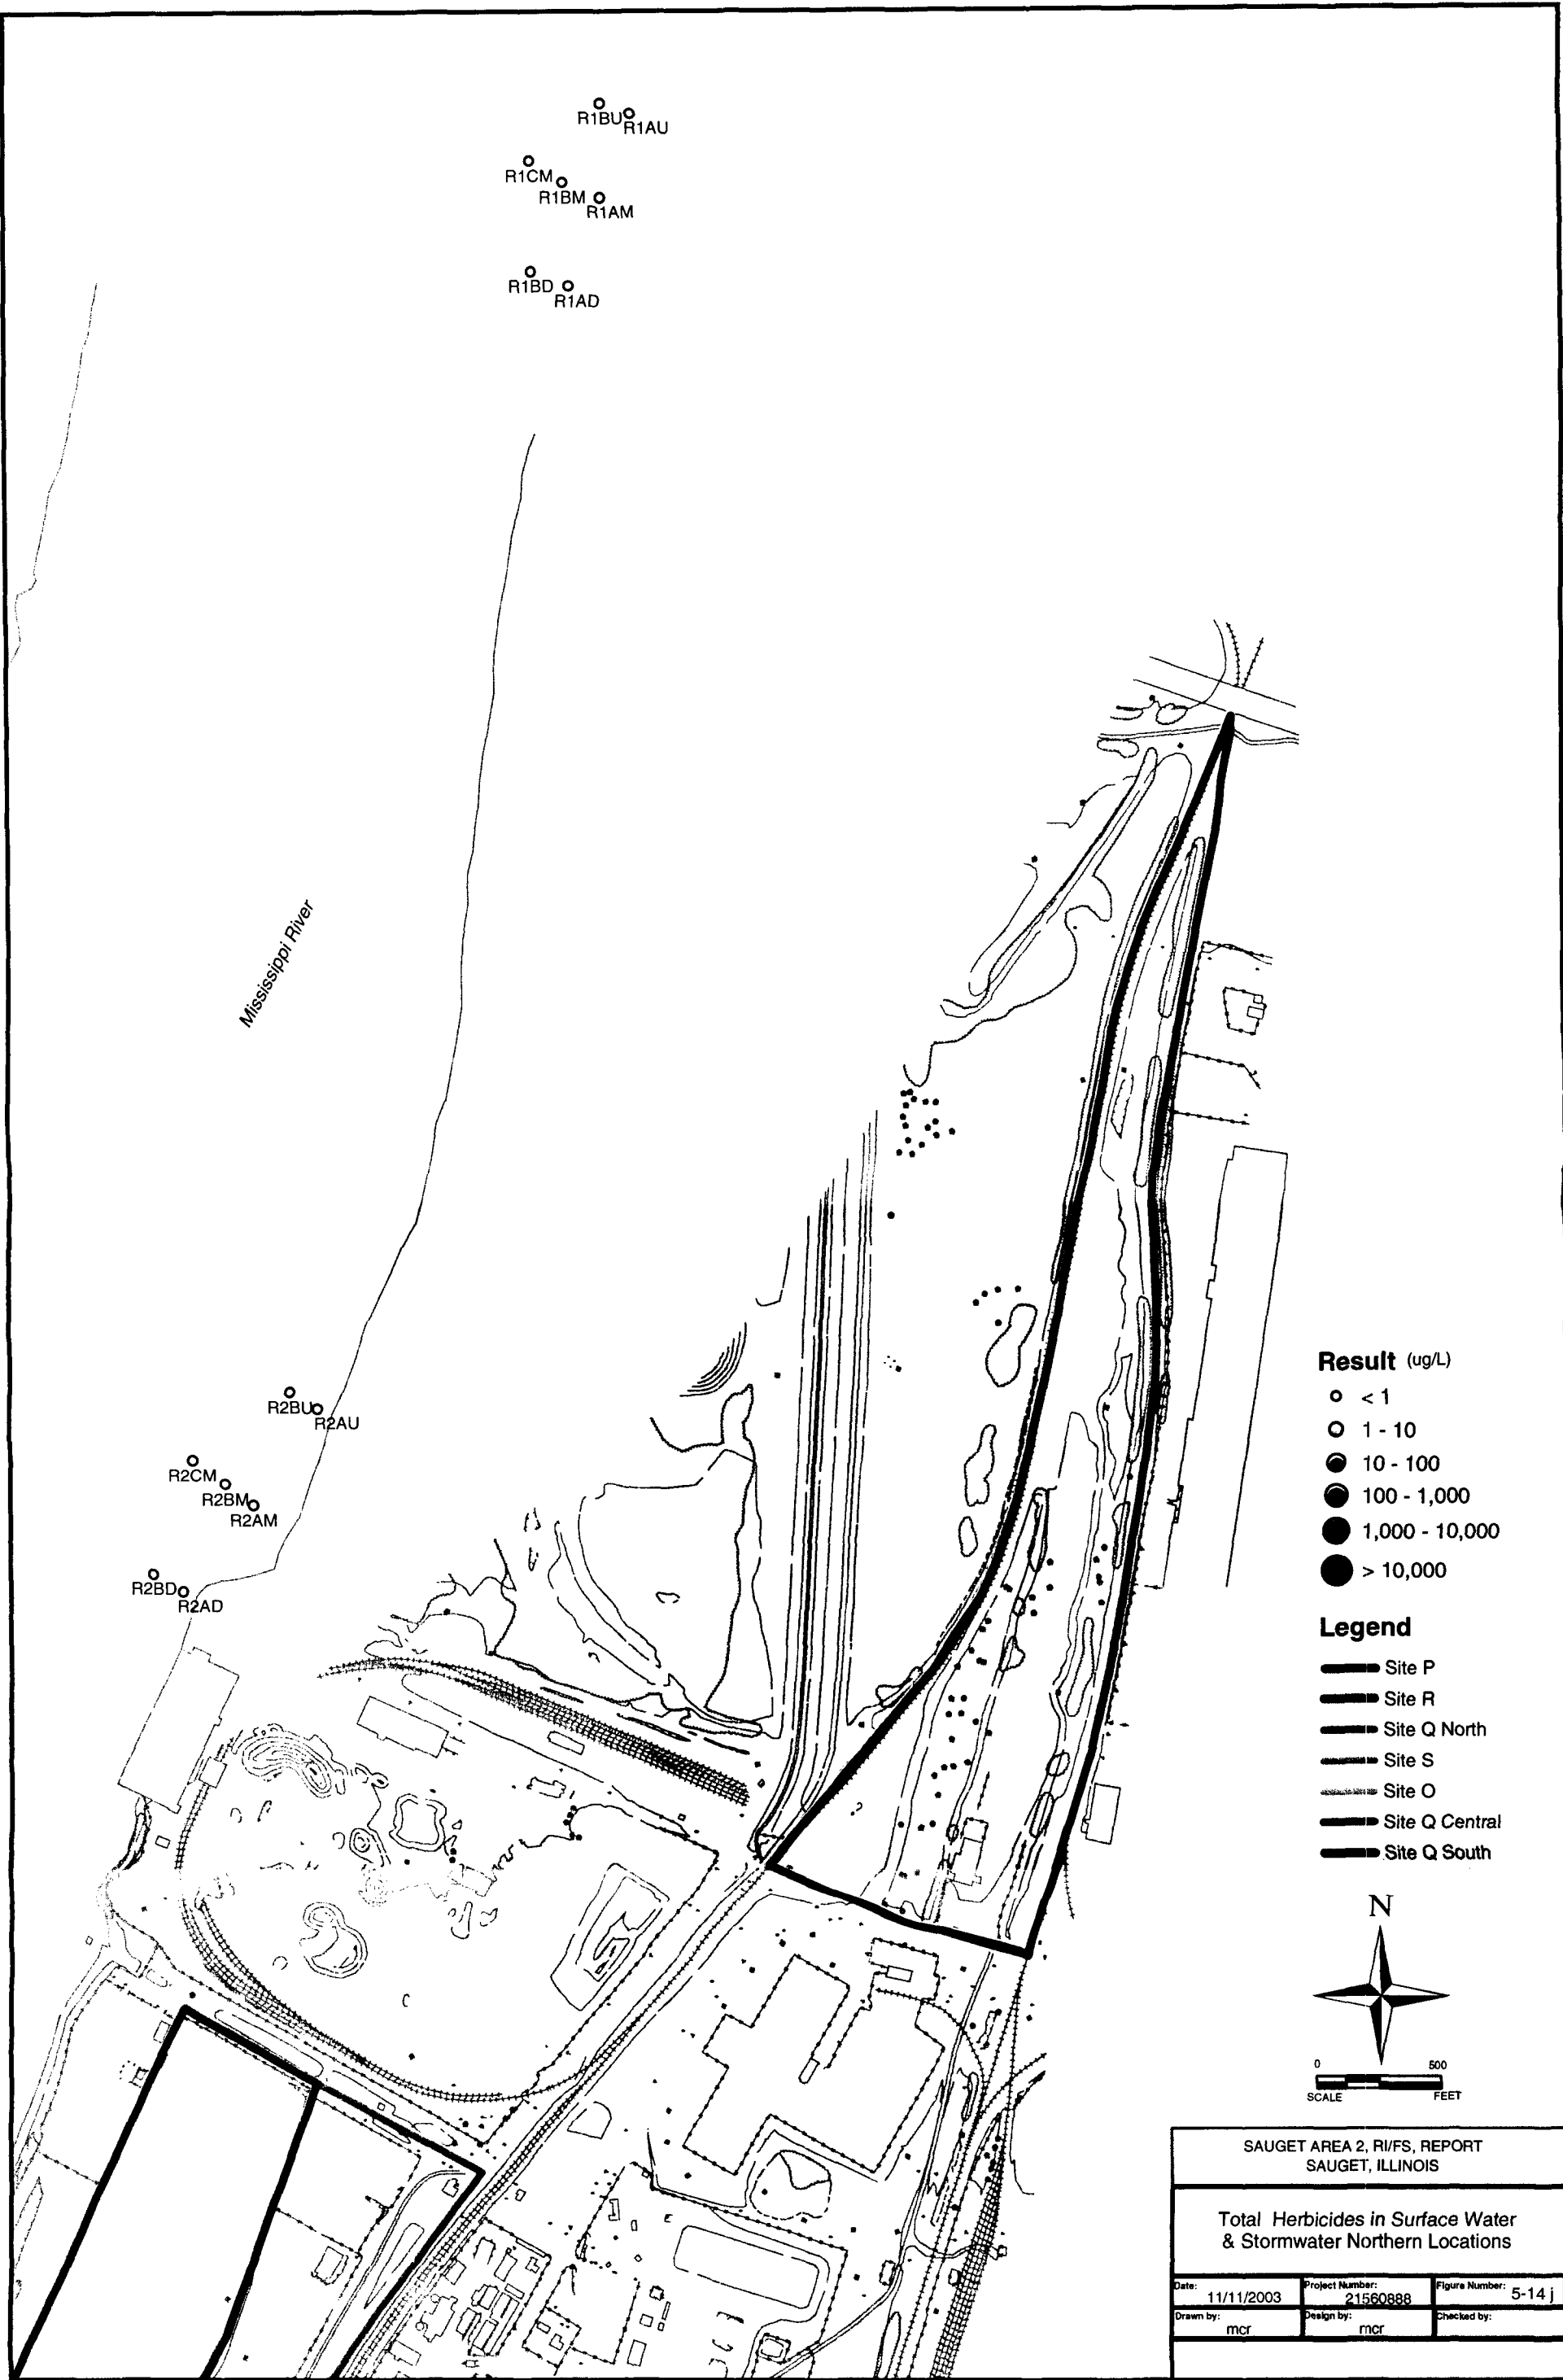 R1BU
R1AU
R1CM
R1BM
R1AM
R1BD
R1AD
Mississippi River
R2BU
R2AU
R2CM
R2BM
R2AM
R2BD
R2AD
Result (ug/L)
< 1
1 - 10
10 - 100
100 - 1,000
1,000 - 10,000
> 10,000
Legend
Site P
Site R
Site Q North
Site S
Site O
Site Q Central
Site Q South
N
0 500
SCALE FEET
SAUGET AREA 2, RI/FS, REPORT
SAUGET, ILLINOIS
Total Herbicides in Surface Water
& Stormwater Northern Locations
Date: 11/11/2003
Project Number: 21560888
Figure Number: 5-14 j
Drawn by: mcr
Design by: mcr
Checked by: